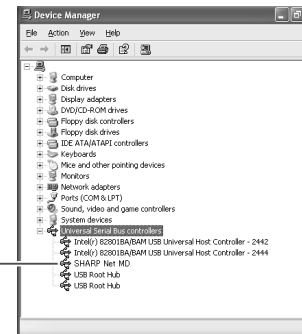 Device Manager
File Action View Help
Computer
Disk drives
Display adapters
DVD/CD-ROM drives
Floppy disk controllers
Floppy disk drives
IDE ATA/ATAPI controllers
Keyboards
Mice and other pointing devices
Monitors
Network adapters
Ports (COM & LPT)
Sound, video and game controllers
System devices
Universal Serial Bus controllers
Intel(r) 82801BA/BAM USB Universal Host Controller - 2442
Intel(r) 82801BA/BAM USB Universal Host Controller - 2444
SHARP Net MD
USB Root Hub
USB Root Hub